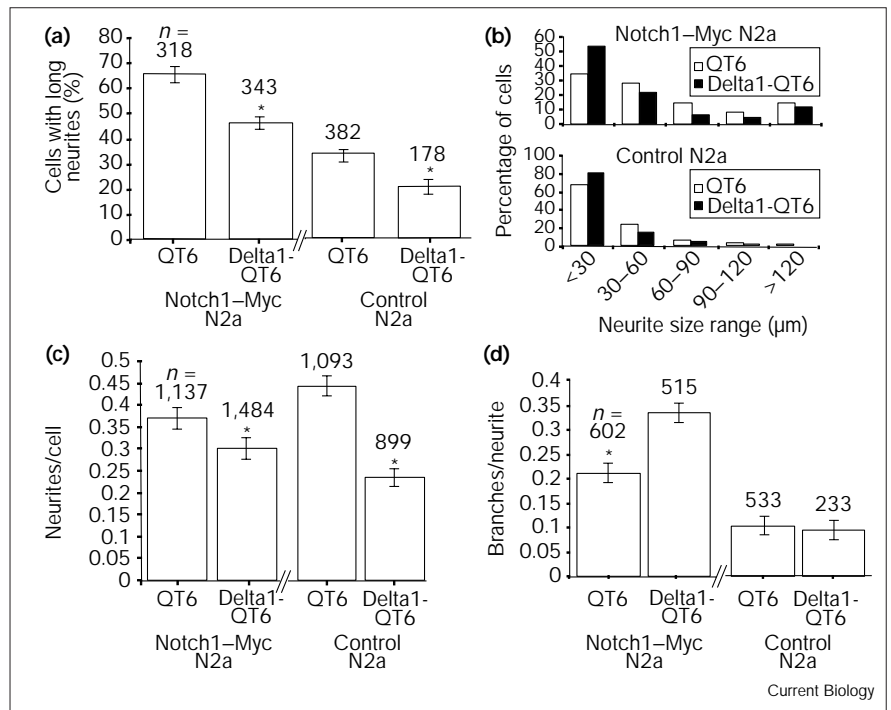 (a)
n =
318
343
*
382
178
*
80
70
60
50
40
30
20
10
0
Cells with long
neurites (%)
QT6
Delta1-
QT6
QT6
Delta1-
QT6
Notch1–Myc
N2a
Control
N2a
(b)
Notch1–Myc N2a
60
50
40
30
20
10
0
QT6
Delta1-QT6
Control N2a
100
80
60
40
20
0
QT6
Delta1-QT6
Percentage of cells
<30
30–60
60–90
90–120
>120
Neurite size range (µm)
(c)
n =
1,137
1,484
*
1,093
899
*
0.5
0.45
0.4
0.35
0.3
0.25
0.2
0.15
0.1
0.05
0
Neurites/cell
QT6
Delta1-
QT6
QT6
Delta1-
QT6
Notch1–Myc
N2a
Control
N2a
(d)
n =
602
*
515
533
233
0.4
0.35
0.3
0.25
0.2
0.15
0.1
0.05
0
Branches/neurite
QT6
Delta1-
QT6
QT6
Delta1-
QT6
Notch1–Myc
N2a
Control
N2a
Current Biology